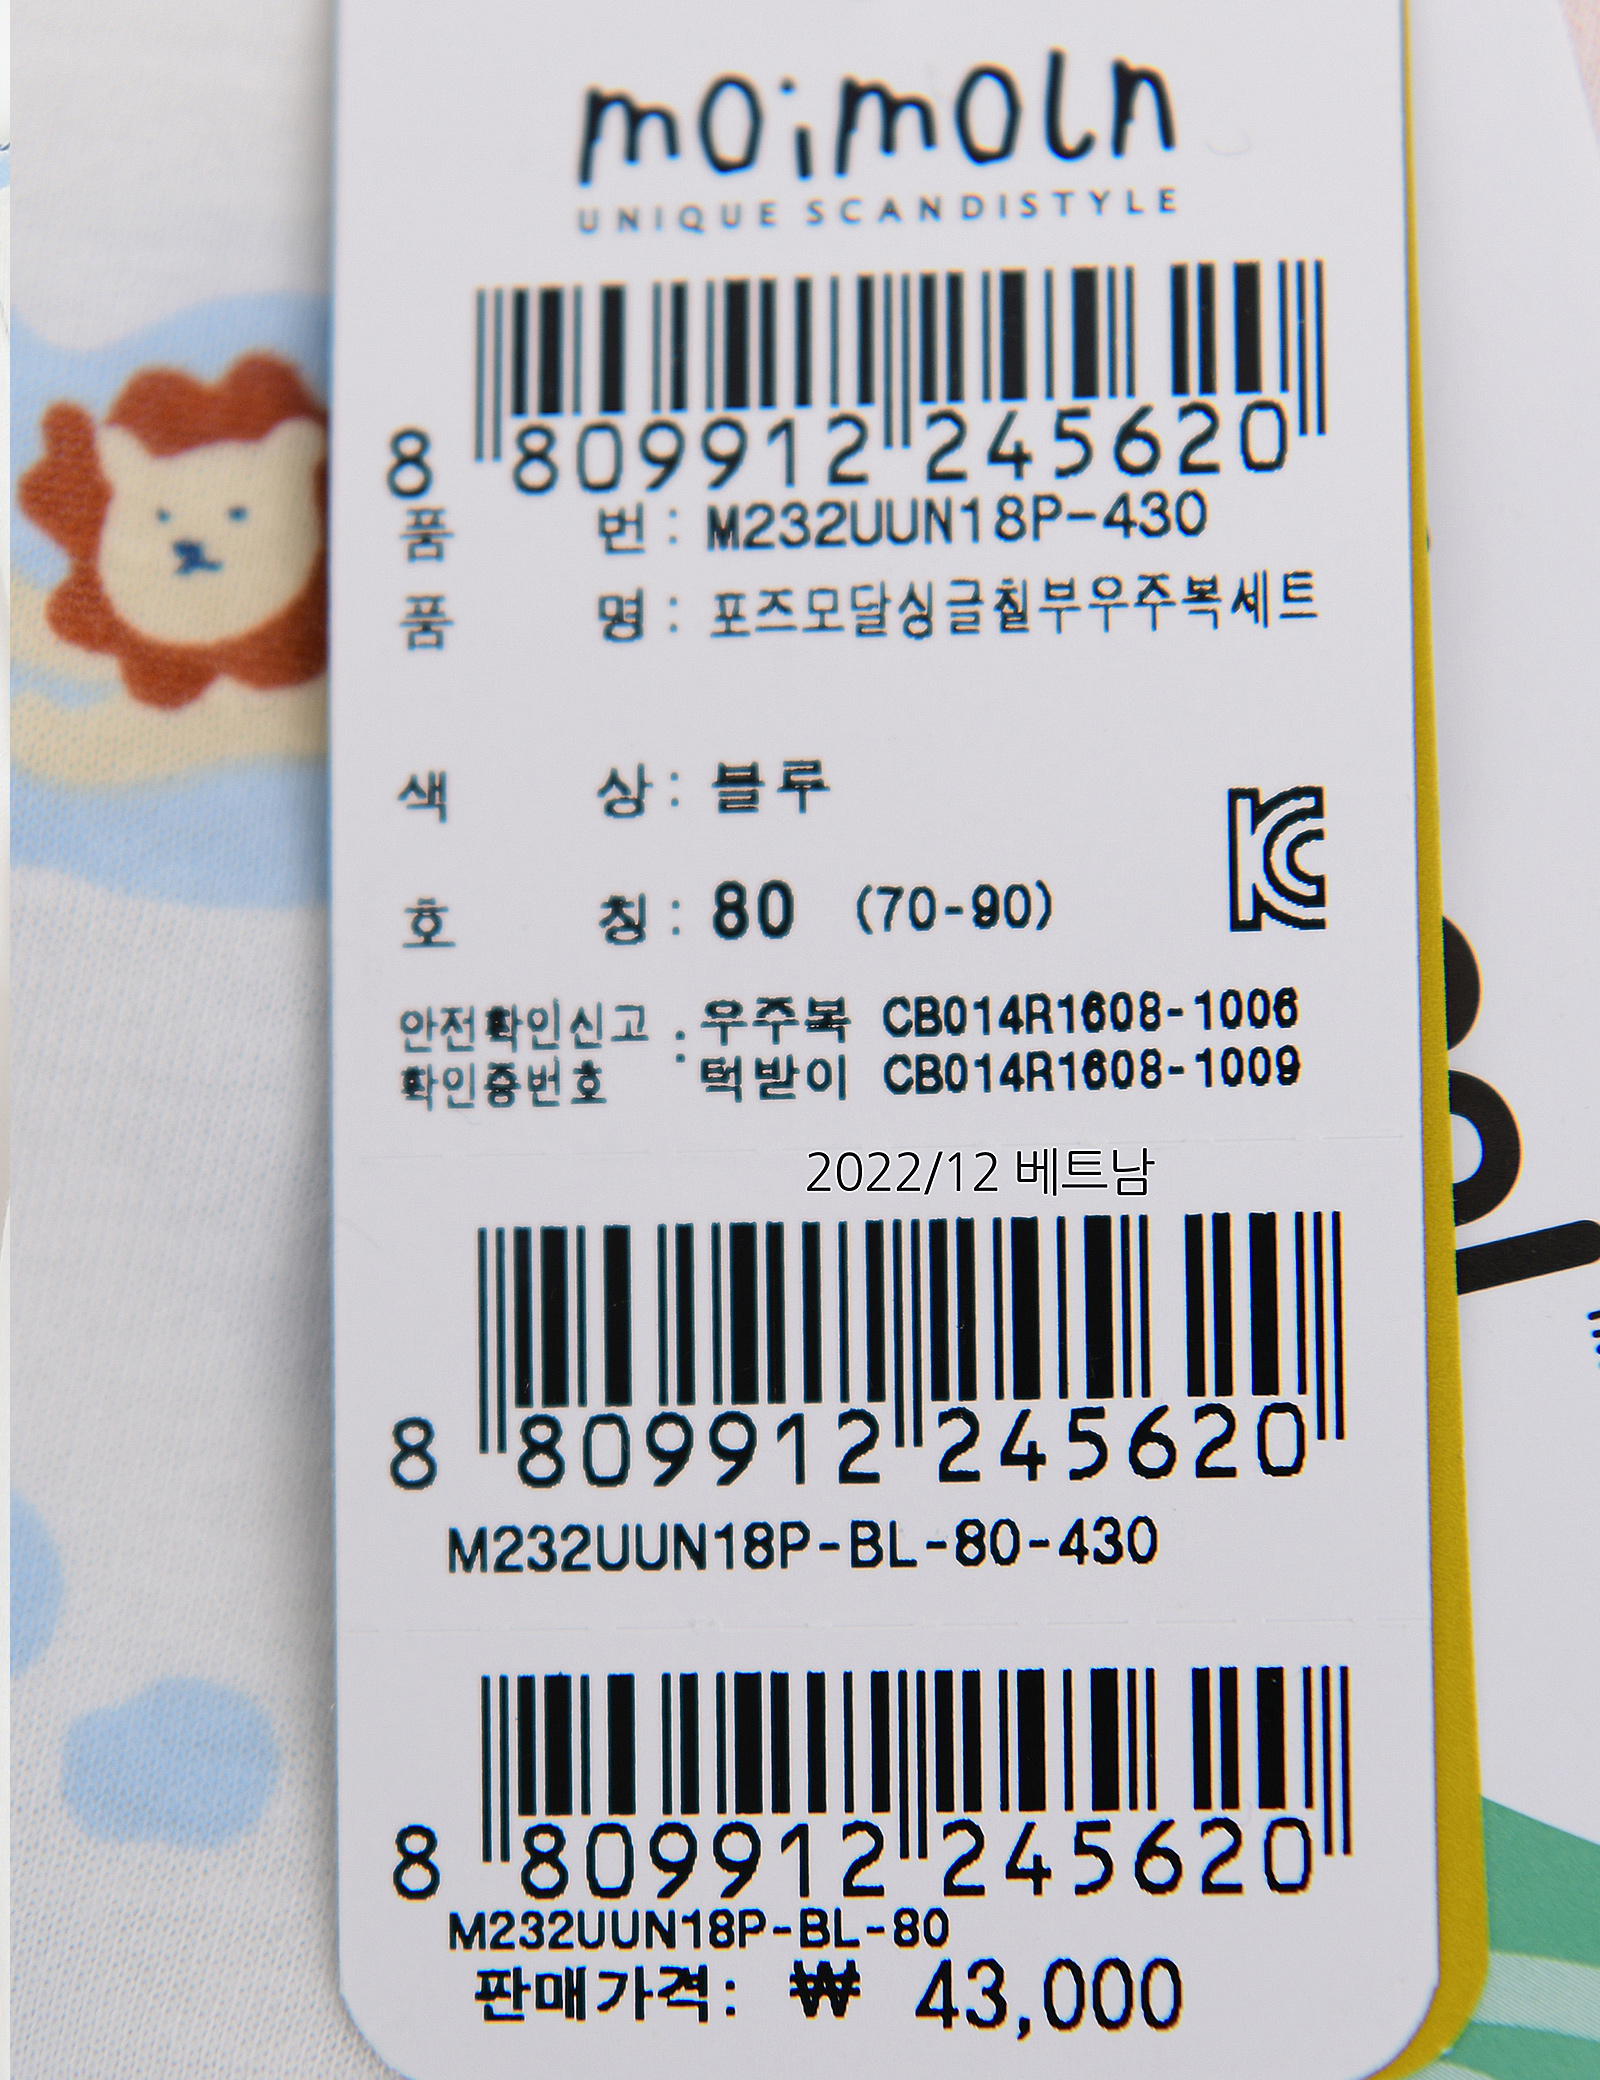 moimoln
UNIQUE SCANDISTYLE
8 809912 245620
품 번 : M232UUN18P-430
품 명 : 포즈모달싱글칠부우주복세트
색 상 : 블루
호 칭 : 80 (70-90)
안전확인신고 확인증번호 : 우주복 CB014R1608-1006
턱받이 CB014R1608-1009
2022/12 베트남
8 809912 245620
M232UUN18P-BL-80-430
8 809912 245620
M232UUN18P-BL-80
판매가격: ₩ 43,000